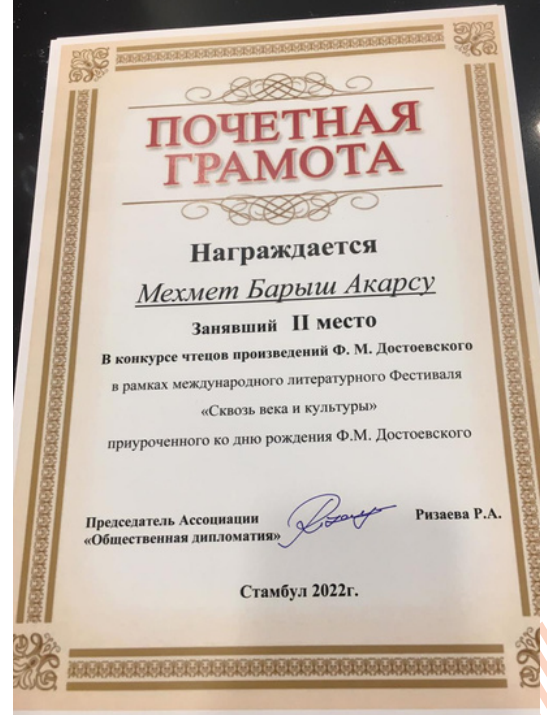 ПОЧЕТНАЯ
ГРАМОТА
Награждается
Мехмет Барыш Акарсу
Занявший II место
В конкурсе чтецов произведений Ф. М. Достоевского
в рамках международного литературного Фестиваля
«Сквозь века и культуры»
приуроченного ко дню рождения Ф.М. Достоевского
Председатель Ассоциации
«Общественная дипломатия»
Ризаева Р.А.
Стамбул 2022г.